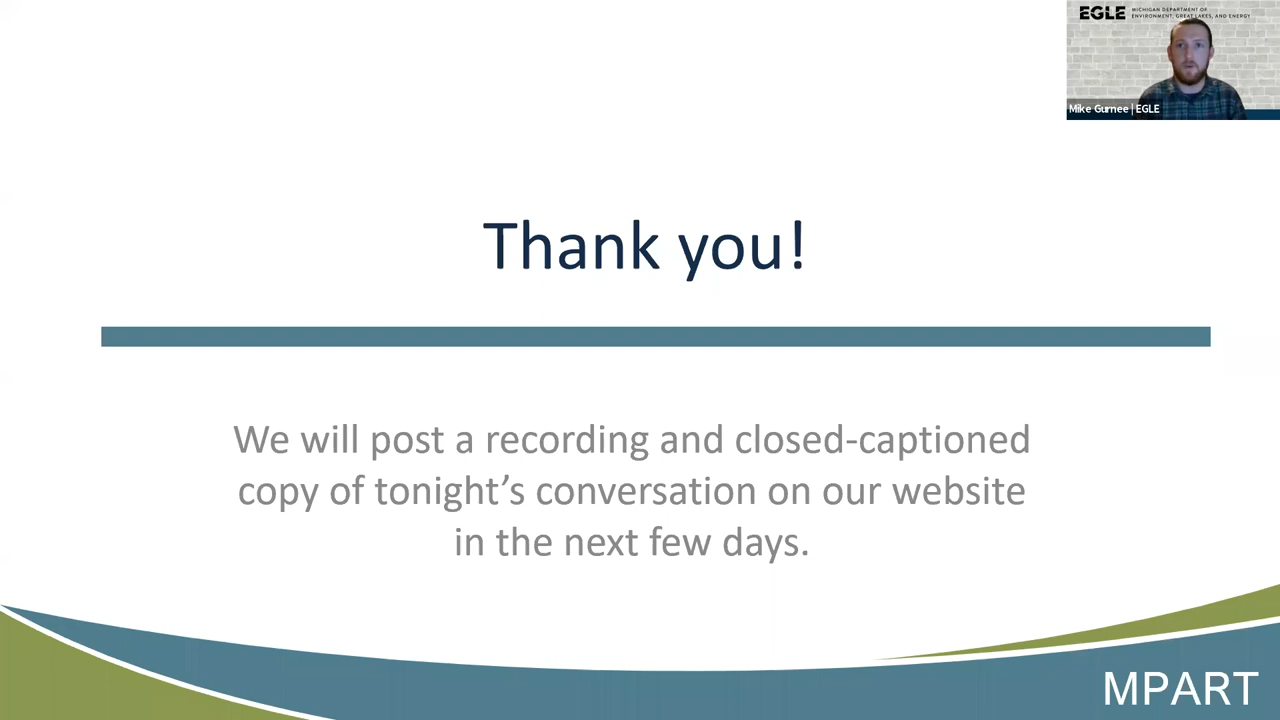 EGLE
MICHIGAN DEPARTMENT OF
ENVIRONMENT, GREAT LAKES, AND ENERGY
Mike Gurnee | EGLE
Thank you!
We will post a recording and closed-captioned
copy of tonight's conversation on our website
in the next few days.
MPART